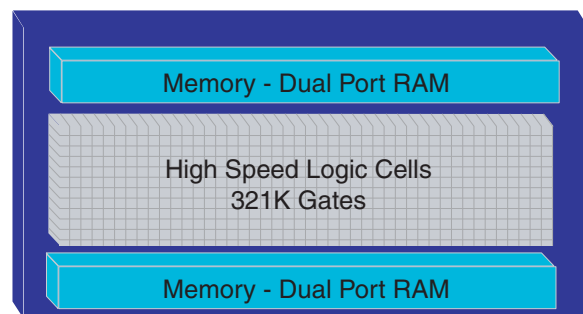 Memory - Dual Port RAM
High Speed Logic Cells
321K Gates
Memory - Dual Port RAM